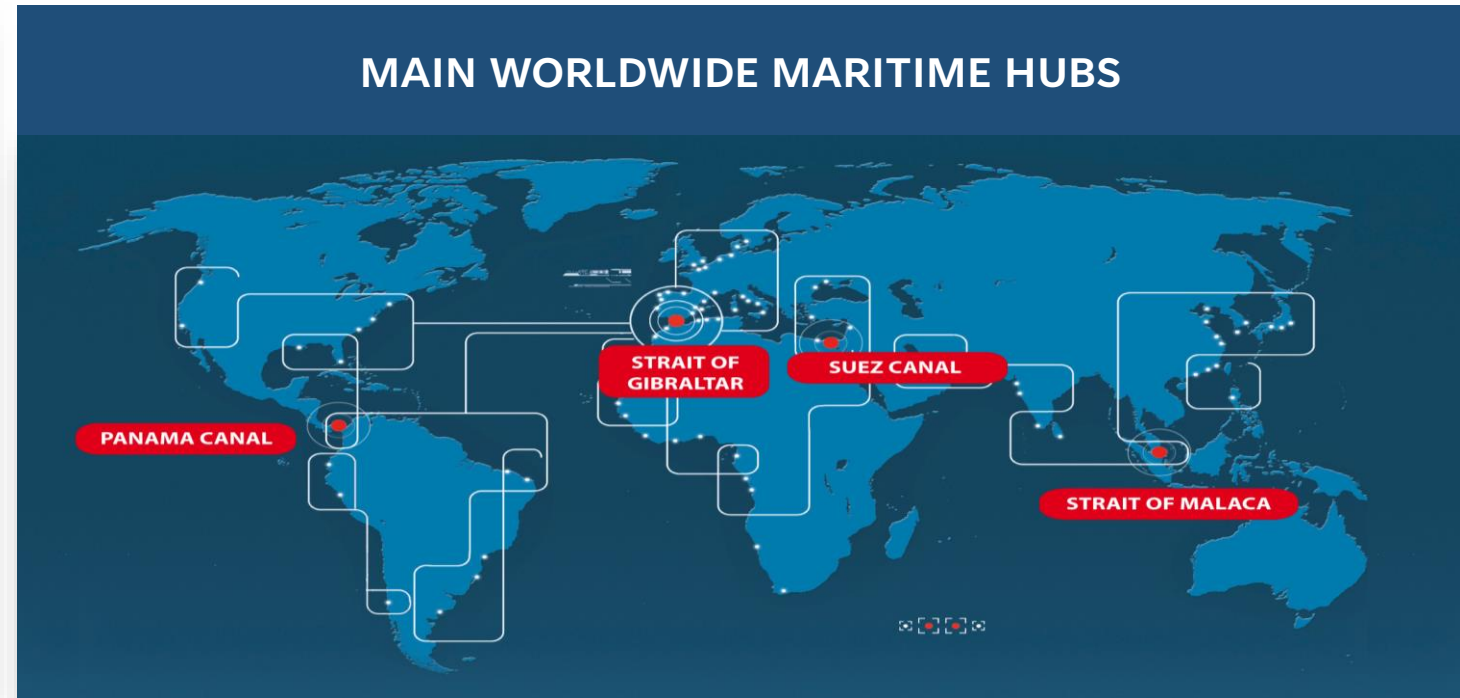 MAIN WORLDWIDE MARITIME HUBS
STRAIT OF
GIBRALTAR
SUEZ CANAL
PANAMA CANAL
STRAIT OF MALACA